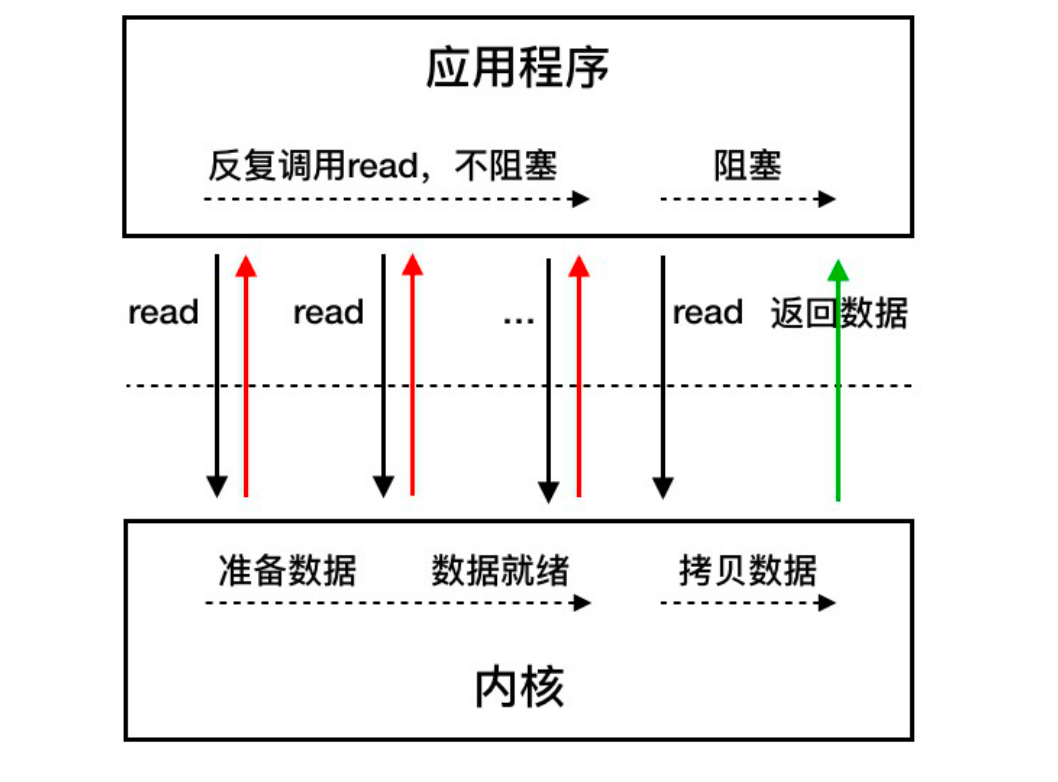 应用程序
反复调用read，不阻塞
阻塞
read
read
...
read
返回数据
准备数据
数据就绪
拷贝数据
内核